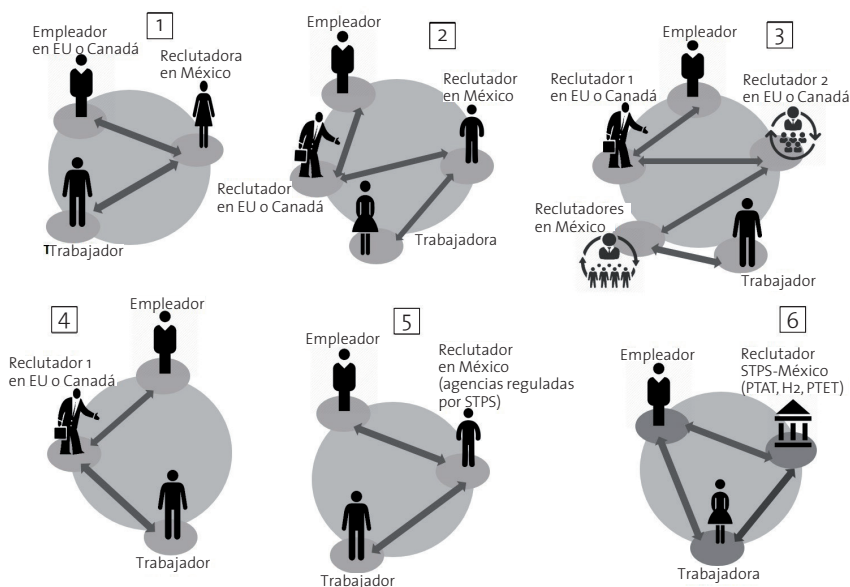 1
Empleador
en EU o Canadá
Reclutadora
en México
TTrabajador
2
Empleador
Reclutador
en México
Reclutador
en EU o Canadá
Trabajadora
3
Empleador
Reclutador 1
en EU o Canadá
Reclutador 2
en EU o Canadá
Reclutadores
en México
Trabajador
4
Empleador
Reclutador 1
en EU o Canadá
Trabajador
5
Empleador
Reclutador
en México
(agencias reguladas
por STPS)
Trabajador
6
Empleador
Reclutador
STPS-México
(PTAT, H2, PTET)
Trabajadora